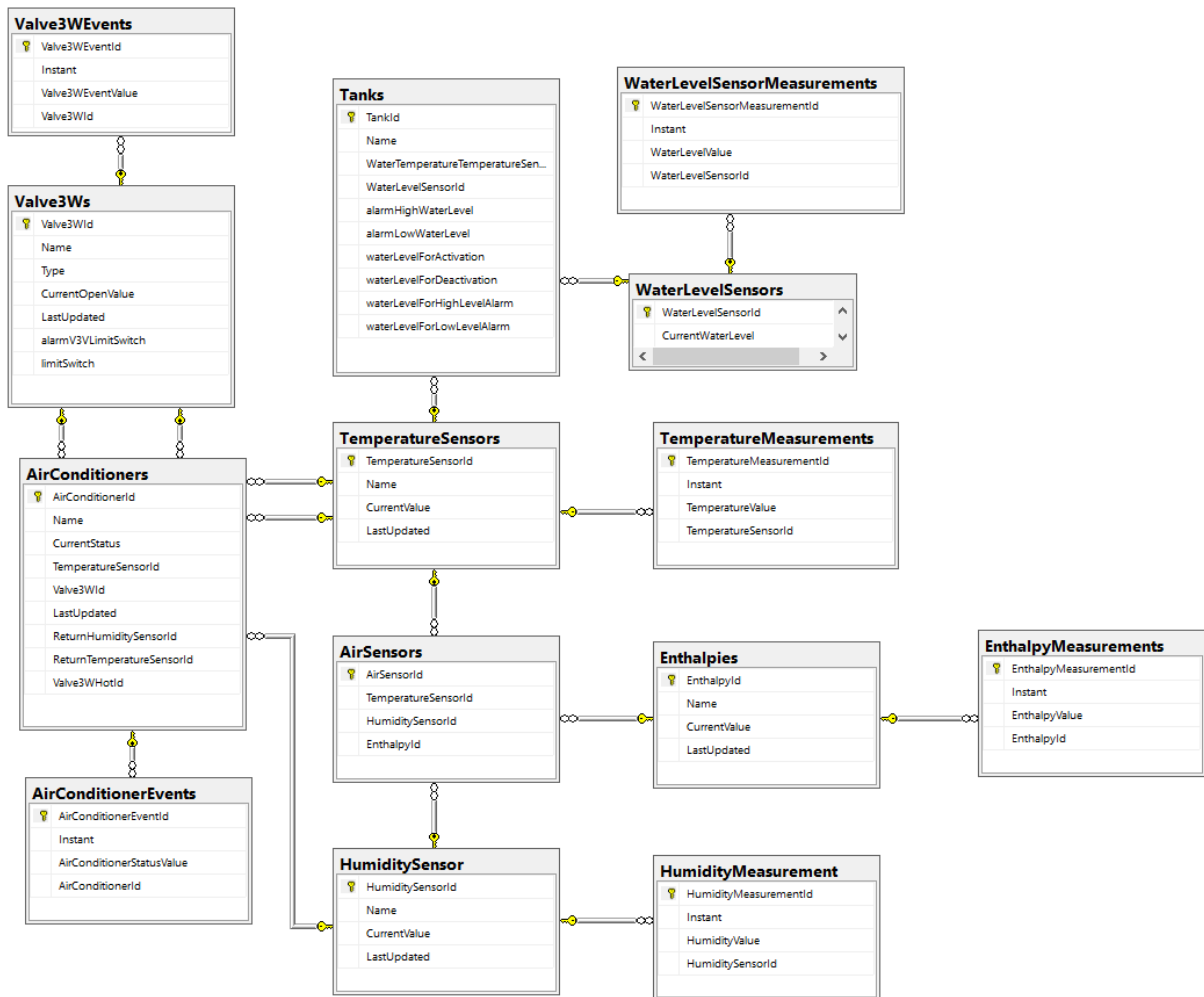 Valve3WEvents
Valve3WEventId
Instant
Valve3WEventValue
Valve3WId
Valve3Ws
Valve3WId
Name
Type
CurrentOpenValue
LastUpdated
alarmV3VLimitSwitch
limitSwitch
AirConditioners
AirConditionerId
Name
CurrentStatus
TemperatureSensorId
Valve3WId
LastUpdated
ReturnHumiditySensorId
ReturnTemperatureSensorId
Valve3WHotId
AirConditionerEvents
AirConditionerEventId
Instant
AirConditionerStatusValue
AirConditionerId
Tanks
TankId
Name
WaterTemperatureTemperatureSen...
WaterLevelSensorId
alarmHighWaterLevel
alarmLowWaterLevel
waterLevelForActivation
waterLevelForDeactivation
waterLevelForHighLevelAlarm
waterLevelForLowLevelAlarm
TemperatureSensors
TemperatureSensorId
Name
CurrentValue
LastUpdated
AirSensors
AirSensorId
TemperatureSensorId
HumiditySensorId
EnthalpyId
HumiditySensor
HumiditySensorId
Name
CurrentValue
LastUpdated
WaterLevelSensorMeasurements
WaterLevelSensorMeasurementId
Instant
WaterLevelValue
WaterLevelSensorId
WaterLevelSensors
WaterLevelSensorId
CurrentWaterLevel
TemperatureMeasurements
TemperatureMeasurementId
Instant
TemperatureValue
TemperatureSensorId
Enthalpies
EnthalpyId
Name
CurrentValue
LastUpdated
HumidityMeasurement
HumidityMeasurementId
Instant
HumidityValue
HumiditySensorId
EnthalpyMeasurements
EnthalpyMeasurementId
Instant
EnthalpyValue
EnthalpyId